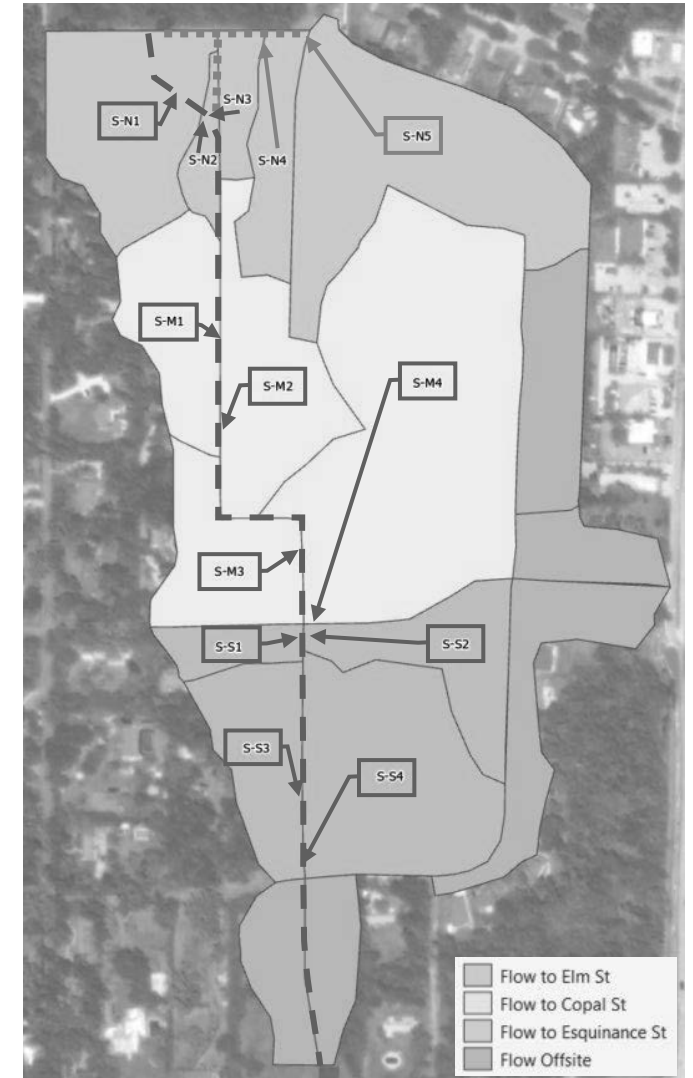 S-N3
S-N1
S-N5
S-N2
S-N4
S-M1
S-M2
S-M4
S-M3
S-S1
S-S2
S-S3
S-S4
Flow to Elm St
Flow to Copal St
Flow to Esquinance St
Flow Offsite